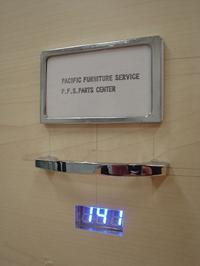 PACIFIC FURNITURE SERVICE
P.F.S.PARTS CENTER
141